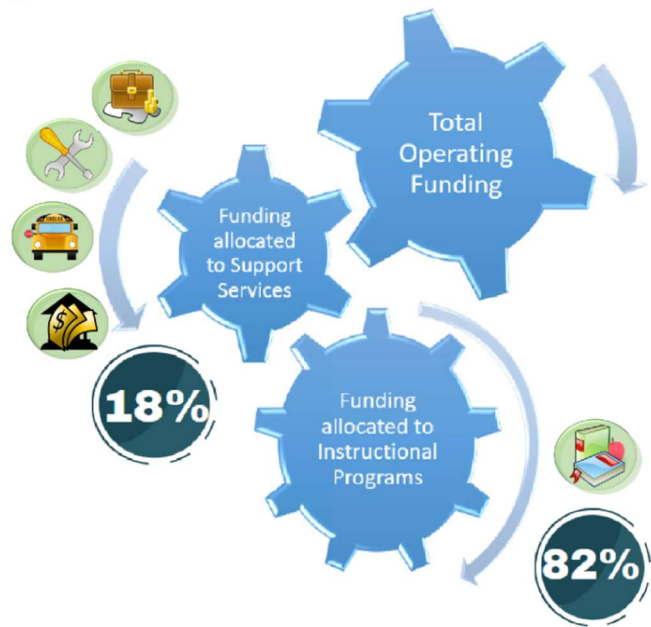 Total
Operating
Funding
Funding
allocated
to Support
Services
18%
Funding
allocated to
Instructional
Programs
82%